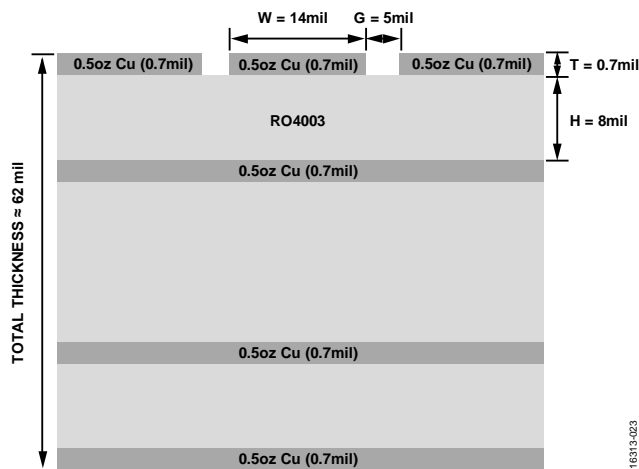 W = 14mil
G = 5mil
0.5oz Cu (0.7mil)
0.5oz Cu (0.7mil)
0.5oz Cu (0.7mil)
T = 0.7mil
RO4003
H = 8mil
0.5oz Cu (0.7mil)
TOTAL THICKNESS ≈ 62 mil
0.5oz Cu (0.7mil)
0.5oz Cu (0.7mil)
16313-023